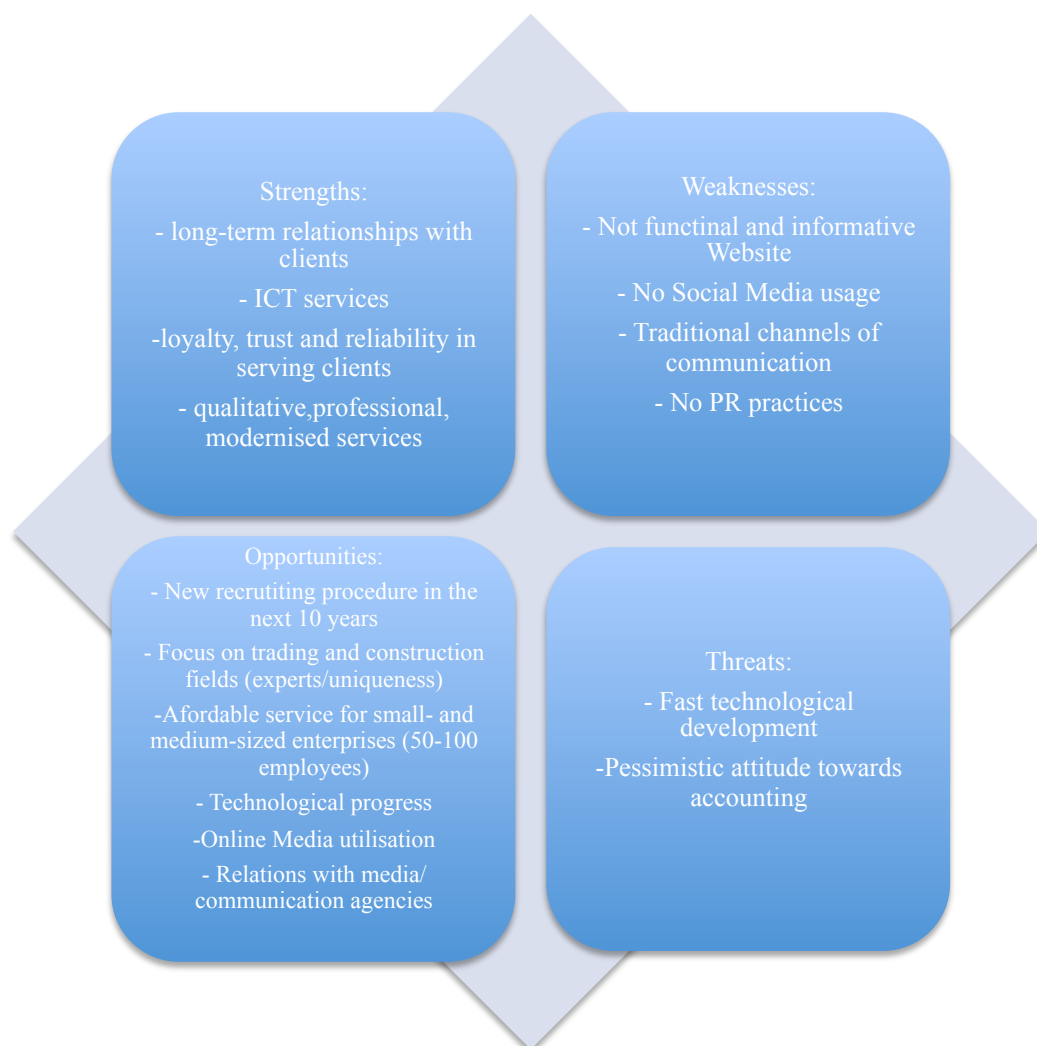 Strengths:
- long-term relationships with
clients
- ICT services
-loyalty, trust and reliability in
serving clients
- qualitative,professional,
modernised services
Weaknesses:
- Not functinal and informative
Website
- No Social Media usage
- Traditional channels of
communication
- No PR practices
Opportunities:
- New recrutiting procedure in the
next 10 years
- Focus on trading and construction
fields (experts/uniqueness)
-Affordable service for small- and
medium-sized enterprises (50-100
employees)
- Technological progress
-Online Media utilisation
- Relations with media/
communication agencies
Threats:
- Fast technological
development
-Pessimistic attitude towards
accounting